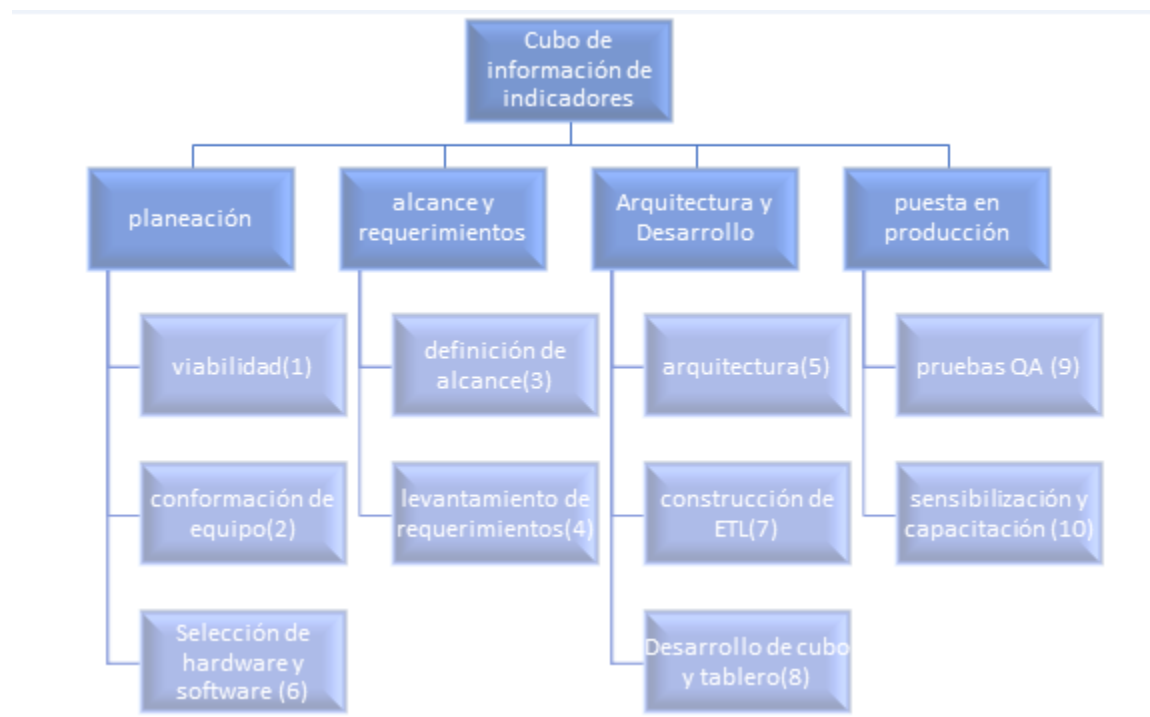 Cubo de
información de
indicadores
planeación
alcance y
requerimientos
Arquitectura y
Desarrollo
puesta en
producción
viabilidad(1)
definición de
alcance(3)
arquitectura(5)
pruebas QA (9)
conformación de
equipo(2)
levantamiento de
requerimientos(4)
construcción de
ETL(7)
sensibilización y
capacitación (10)
Selección de
hardware y
software (6)
Desarrollo de cubo
y tablero(8)